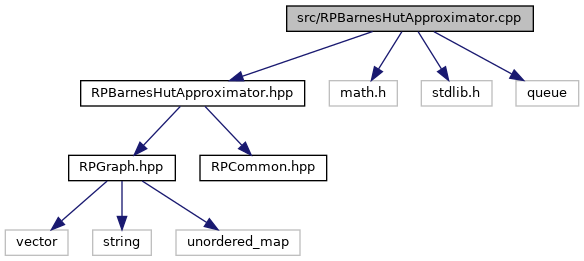 src/RPBarnesHutApproximator.cpp
RPBarnesHutApproximator.hpp
math.h
stdlib.h
queue
RPGraph.hpp
RPCommon.hpp
vector
string
unordered_map